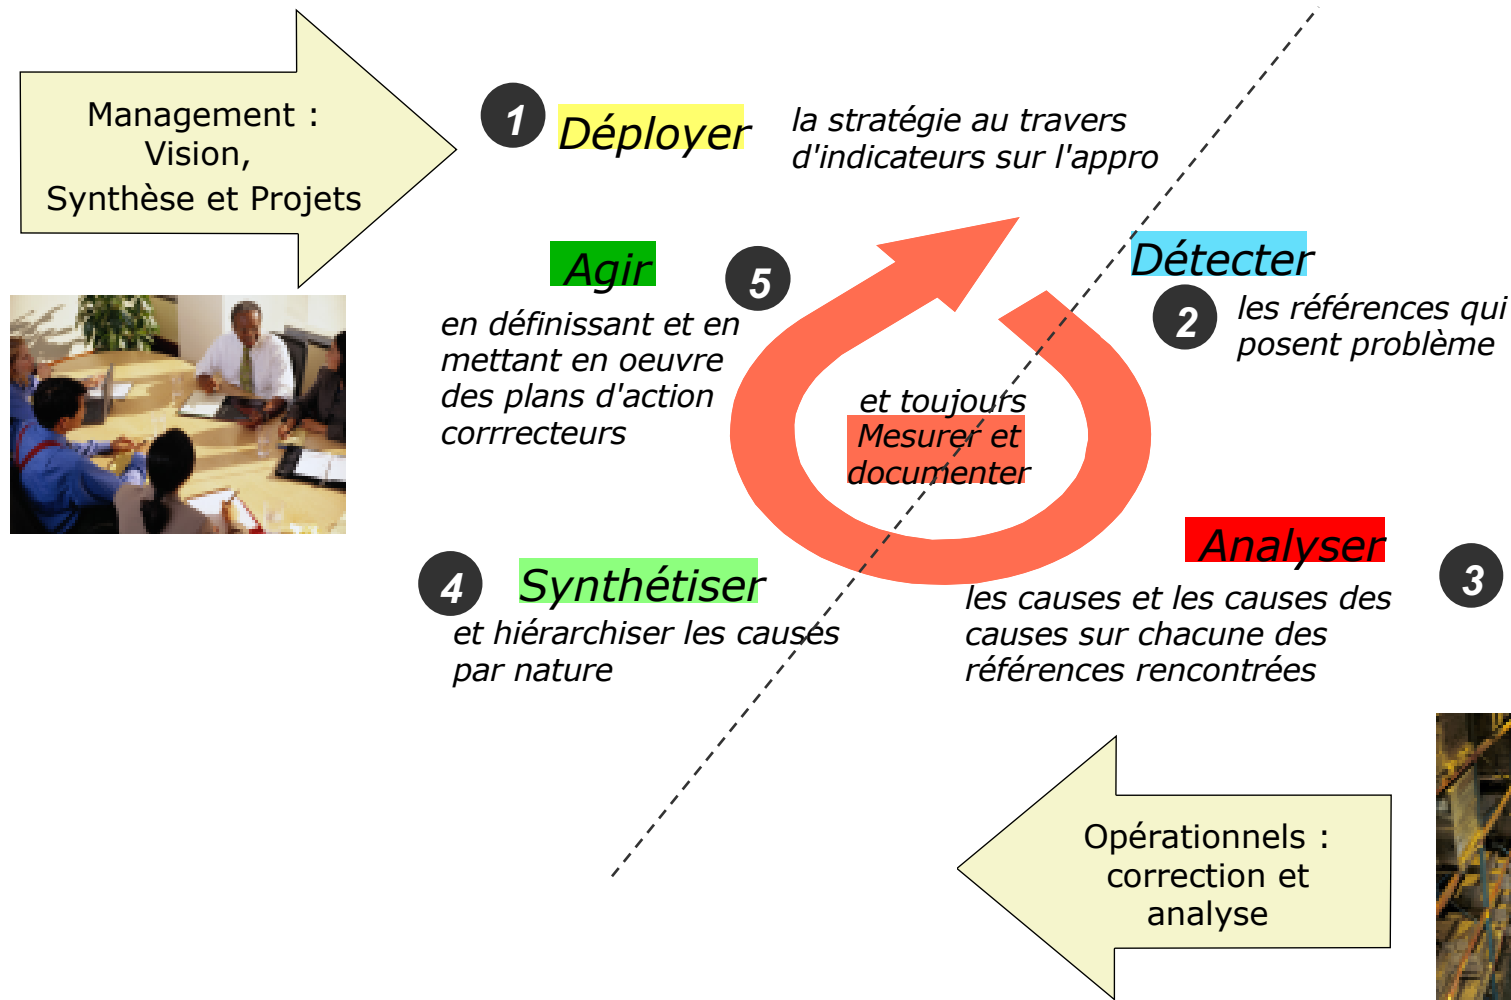 Management :
Vision,
Synthèse et Projets
1
Déployer
la stratégie au travers
d'indicateurs sur l'appro
Détecter
2
les références qui
posent problème
Agir
5
en définissant et en
mettant en oeuvre
des plans d'action
corrrecteurs
et toujours
Mesurer et
documenter
Analyser
3
les causes et les causes des
causes sur chacune des
références rencontrées
4
Synthétiser
et hiérarchiser les causes
par nature
Opérationnels :
correction et
analyse